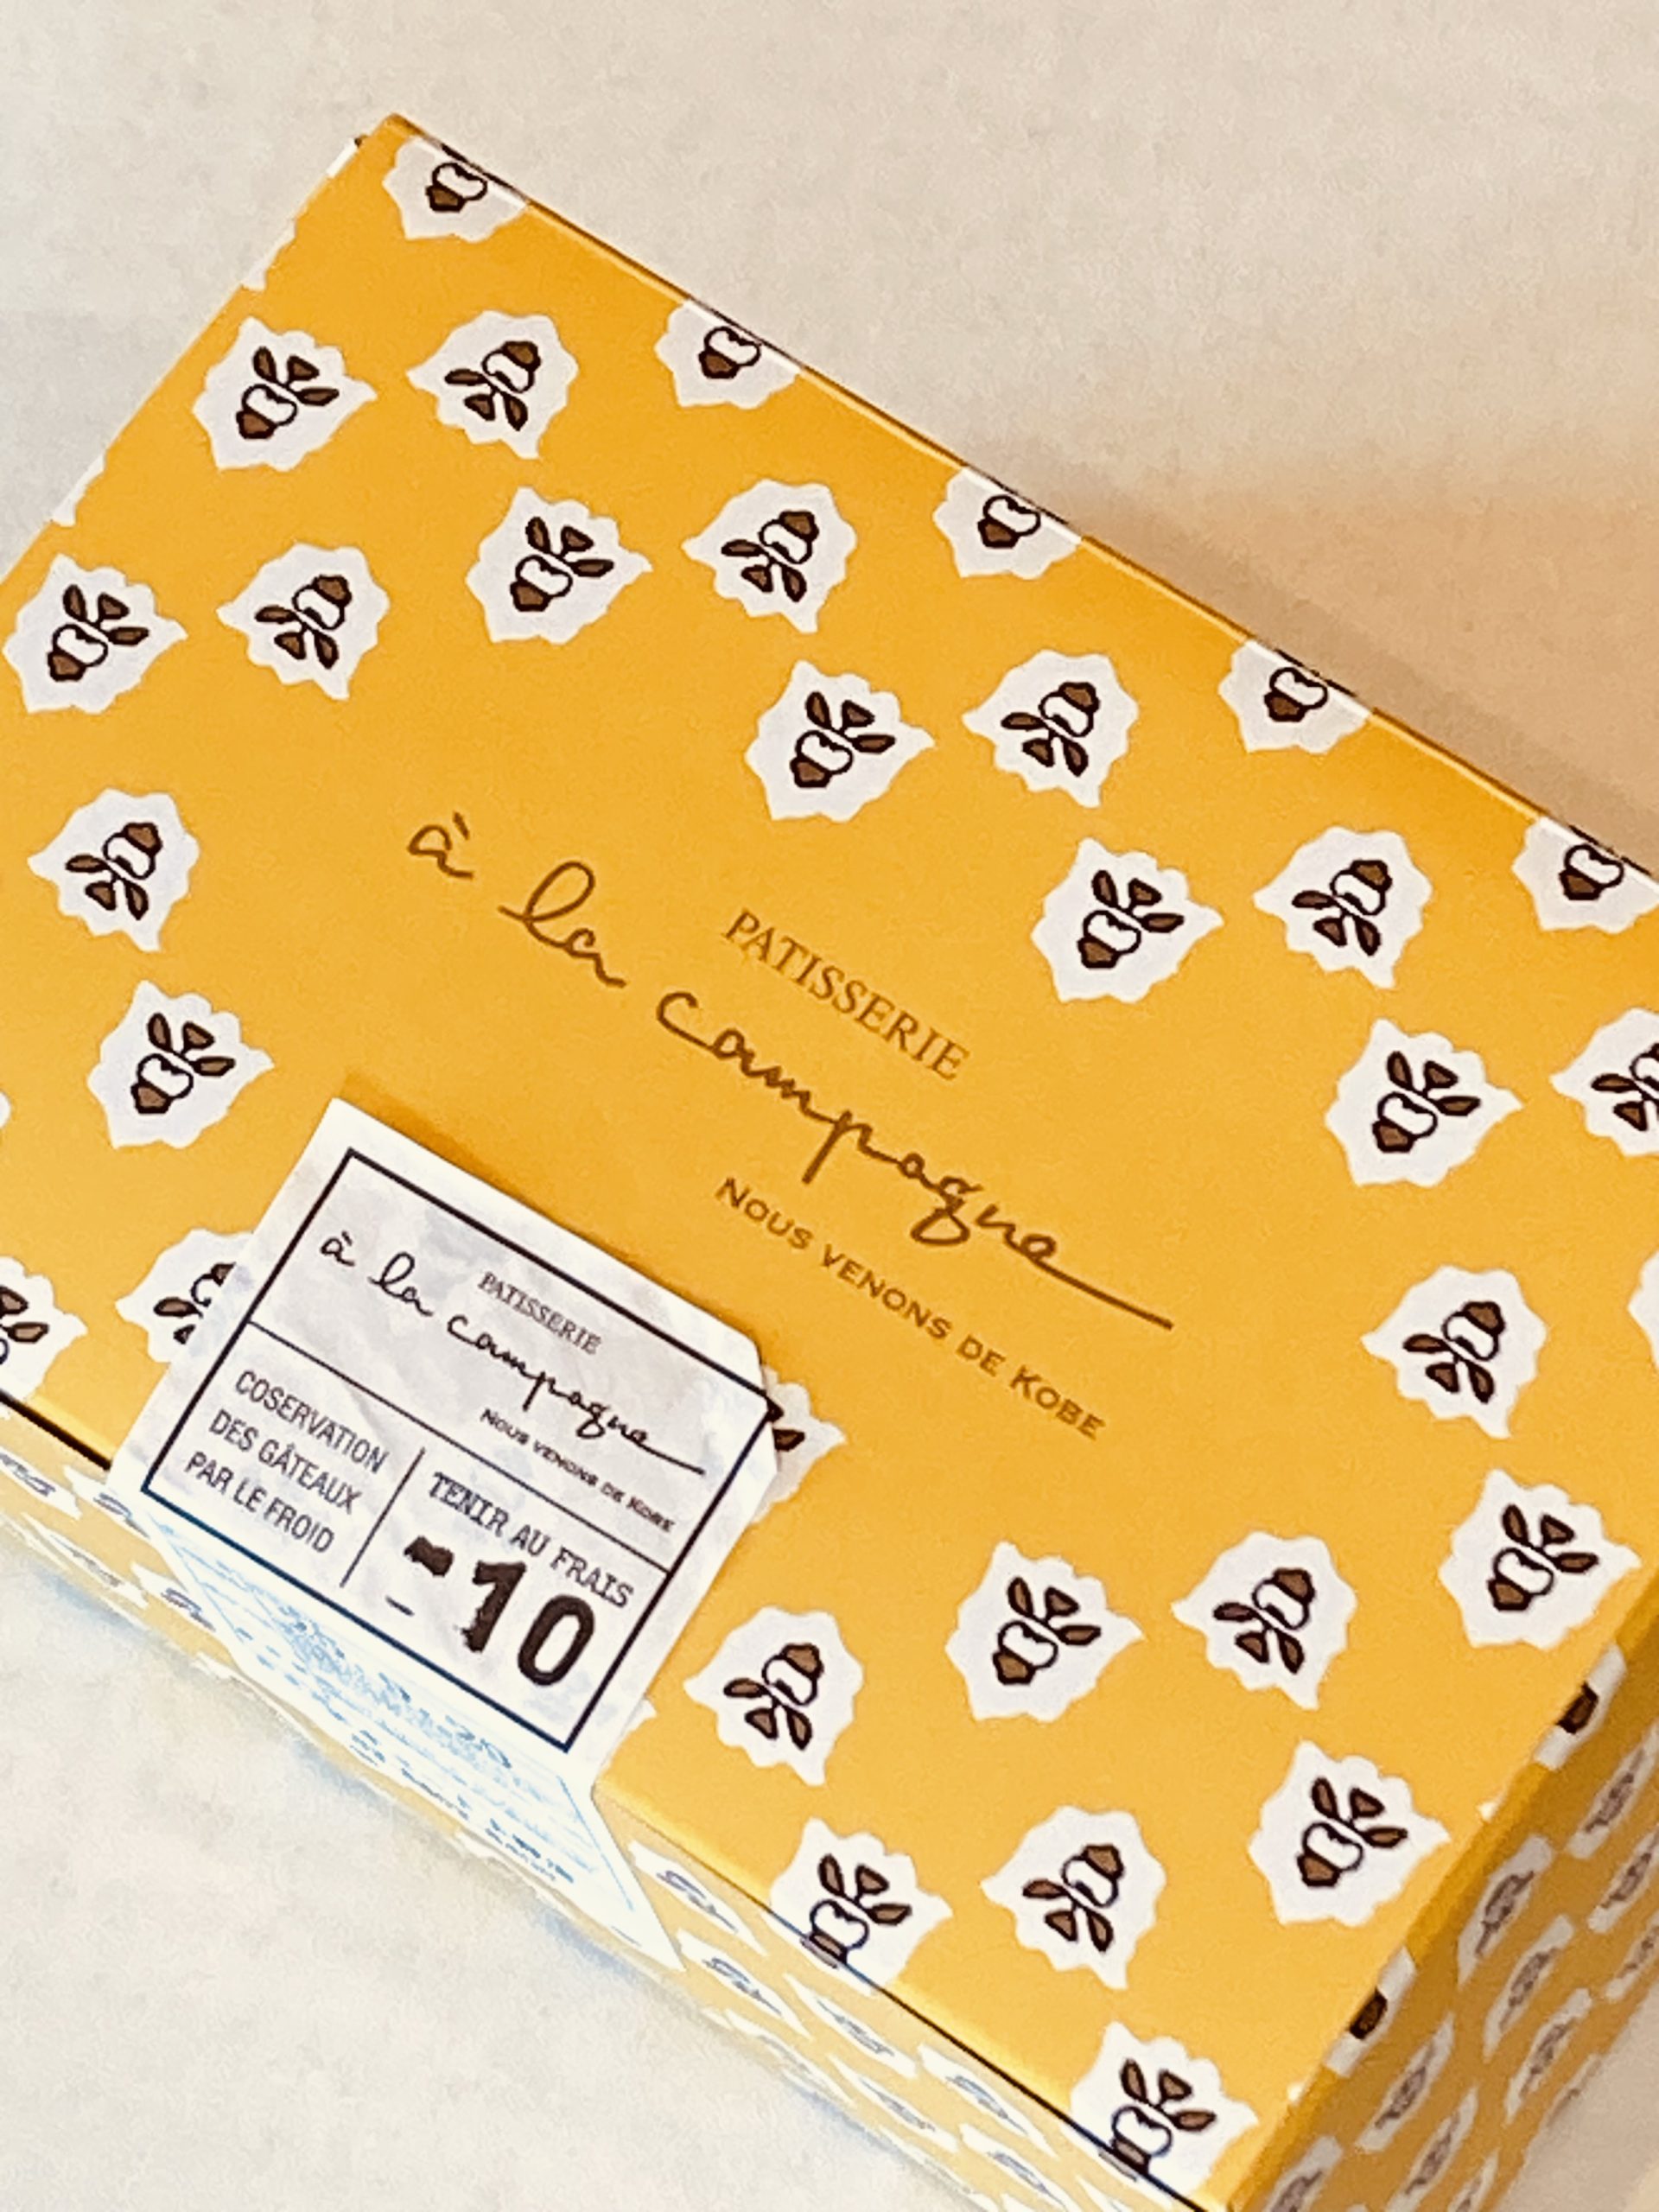 PATISSERIE
à la campagne
NOUS VENONS DE KOBE
PATISSERIE
à la campagne
NOUS VENONS DE KOBE
COSERVATION
DES GÂTEAUX
PAR LE FROID
TENIR AU FRAIS
-10